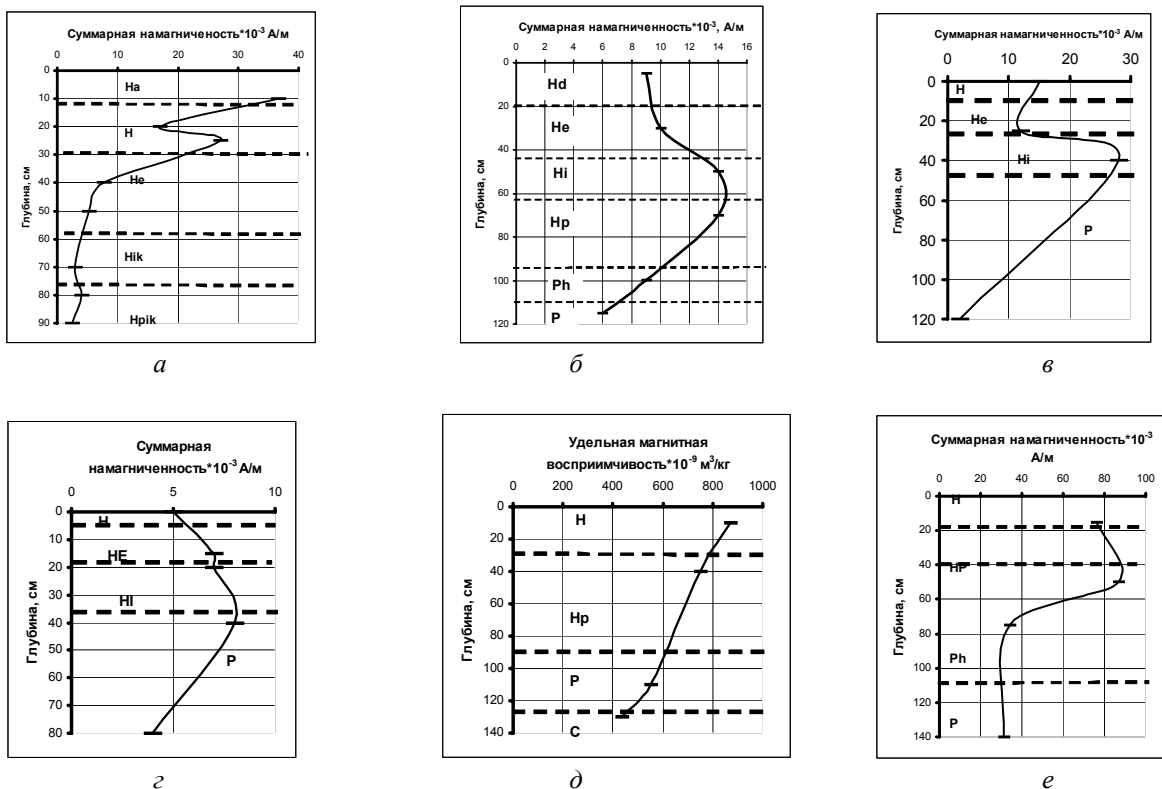 Суммарная намагниченость*10⁻³ А/м
0 10 20 30 40
0
10
20
30
40
50
60
70
80
90
Глубина, см
Ha
H
He
Hik
Hpik
а
Суммарная намагниченность*10⁻³, А/м
0 2 4 6 8 10 12 14 16
0
20
40
60
80
100
120
Глубина, см
Hd
He
Hi
Hp
Ph
P
б
Суммарная намагниченность*10⁻³ А/м
0 10 20 30
0
20
40
60
80
100
120
Глубина, см
H
He
Hi
P
в
Суммарная
намагниченность*10⁻³ А/м
0 5 10
0
10
20
30
40
50
60
70
80
Глубина, см
H
HE
HI
P
г
Удельная магнитная
восприимчивость*10⁻⁹ м³/кг
0 200 400 600 800 1000
0
20
40
60
80
100
120
140
Глубина, см
H
Hp
P
C
д
Суммарная намагниченность*10⁻³
А/м
0 20 40 60 80 100
0
20
40
60
80
100
120
140
Глубина, см
H
HP
Ph
P
е